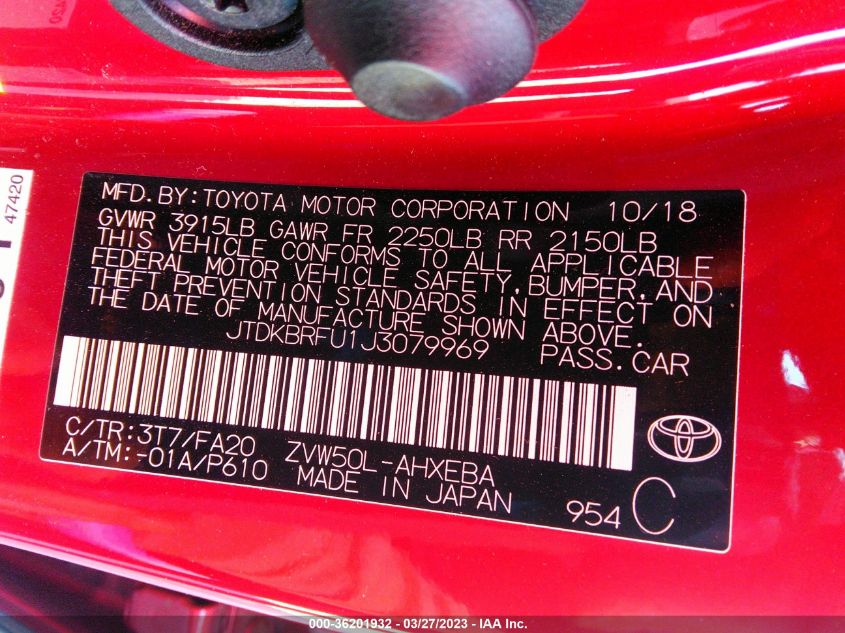 47420
MFD.BY:TOYOTA MOTOR CORPORATION 10/18
GVWR 3915LB GAWR FR 2250LB RR 2150LB
THIS VEHICLE CONFORMS TO ALL APPLICABLE
FEDERAL MOTOR VEHICLE SAFETY,BUMPER,AND
THEFT PREVENTION STANDARDS IN EFFECT ON
THE DATE OF MANUFACTURE SHOWN ABOVE.
JTDKBRFU1J3079969 PASS.CAR
C/TR:3T7/FA20 ZVW50L-AHXEBA
A/TM:-01A/P610 MADE IN JAPAN
954 C
000-36201932 - 03/27/2023 - IAA Inc.